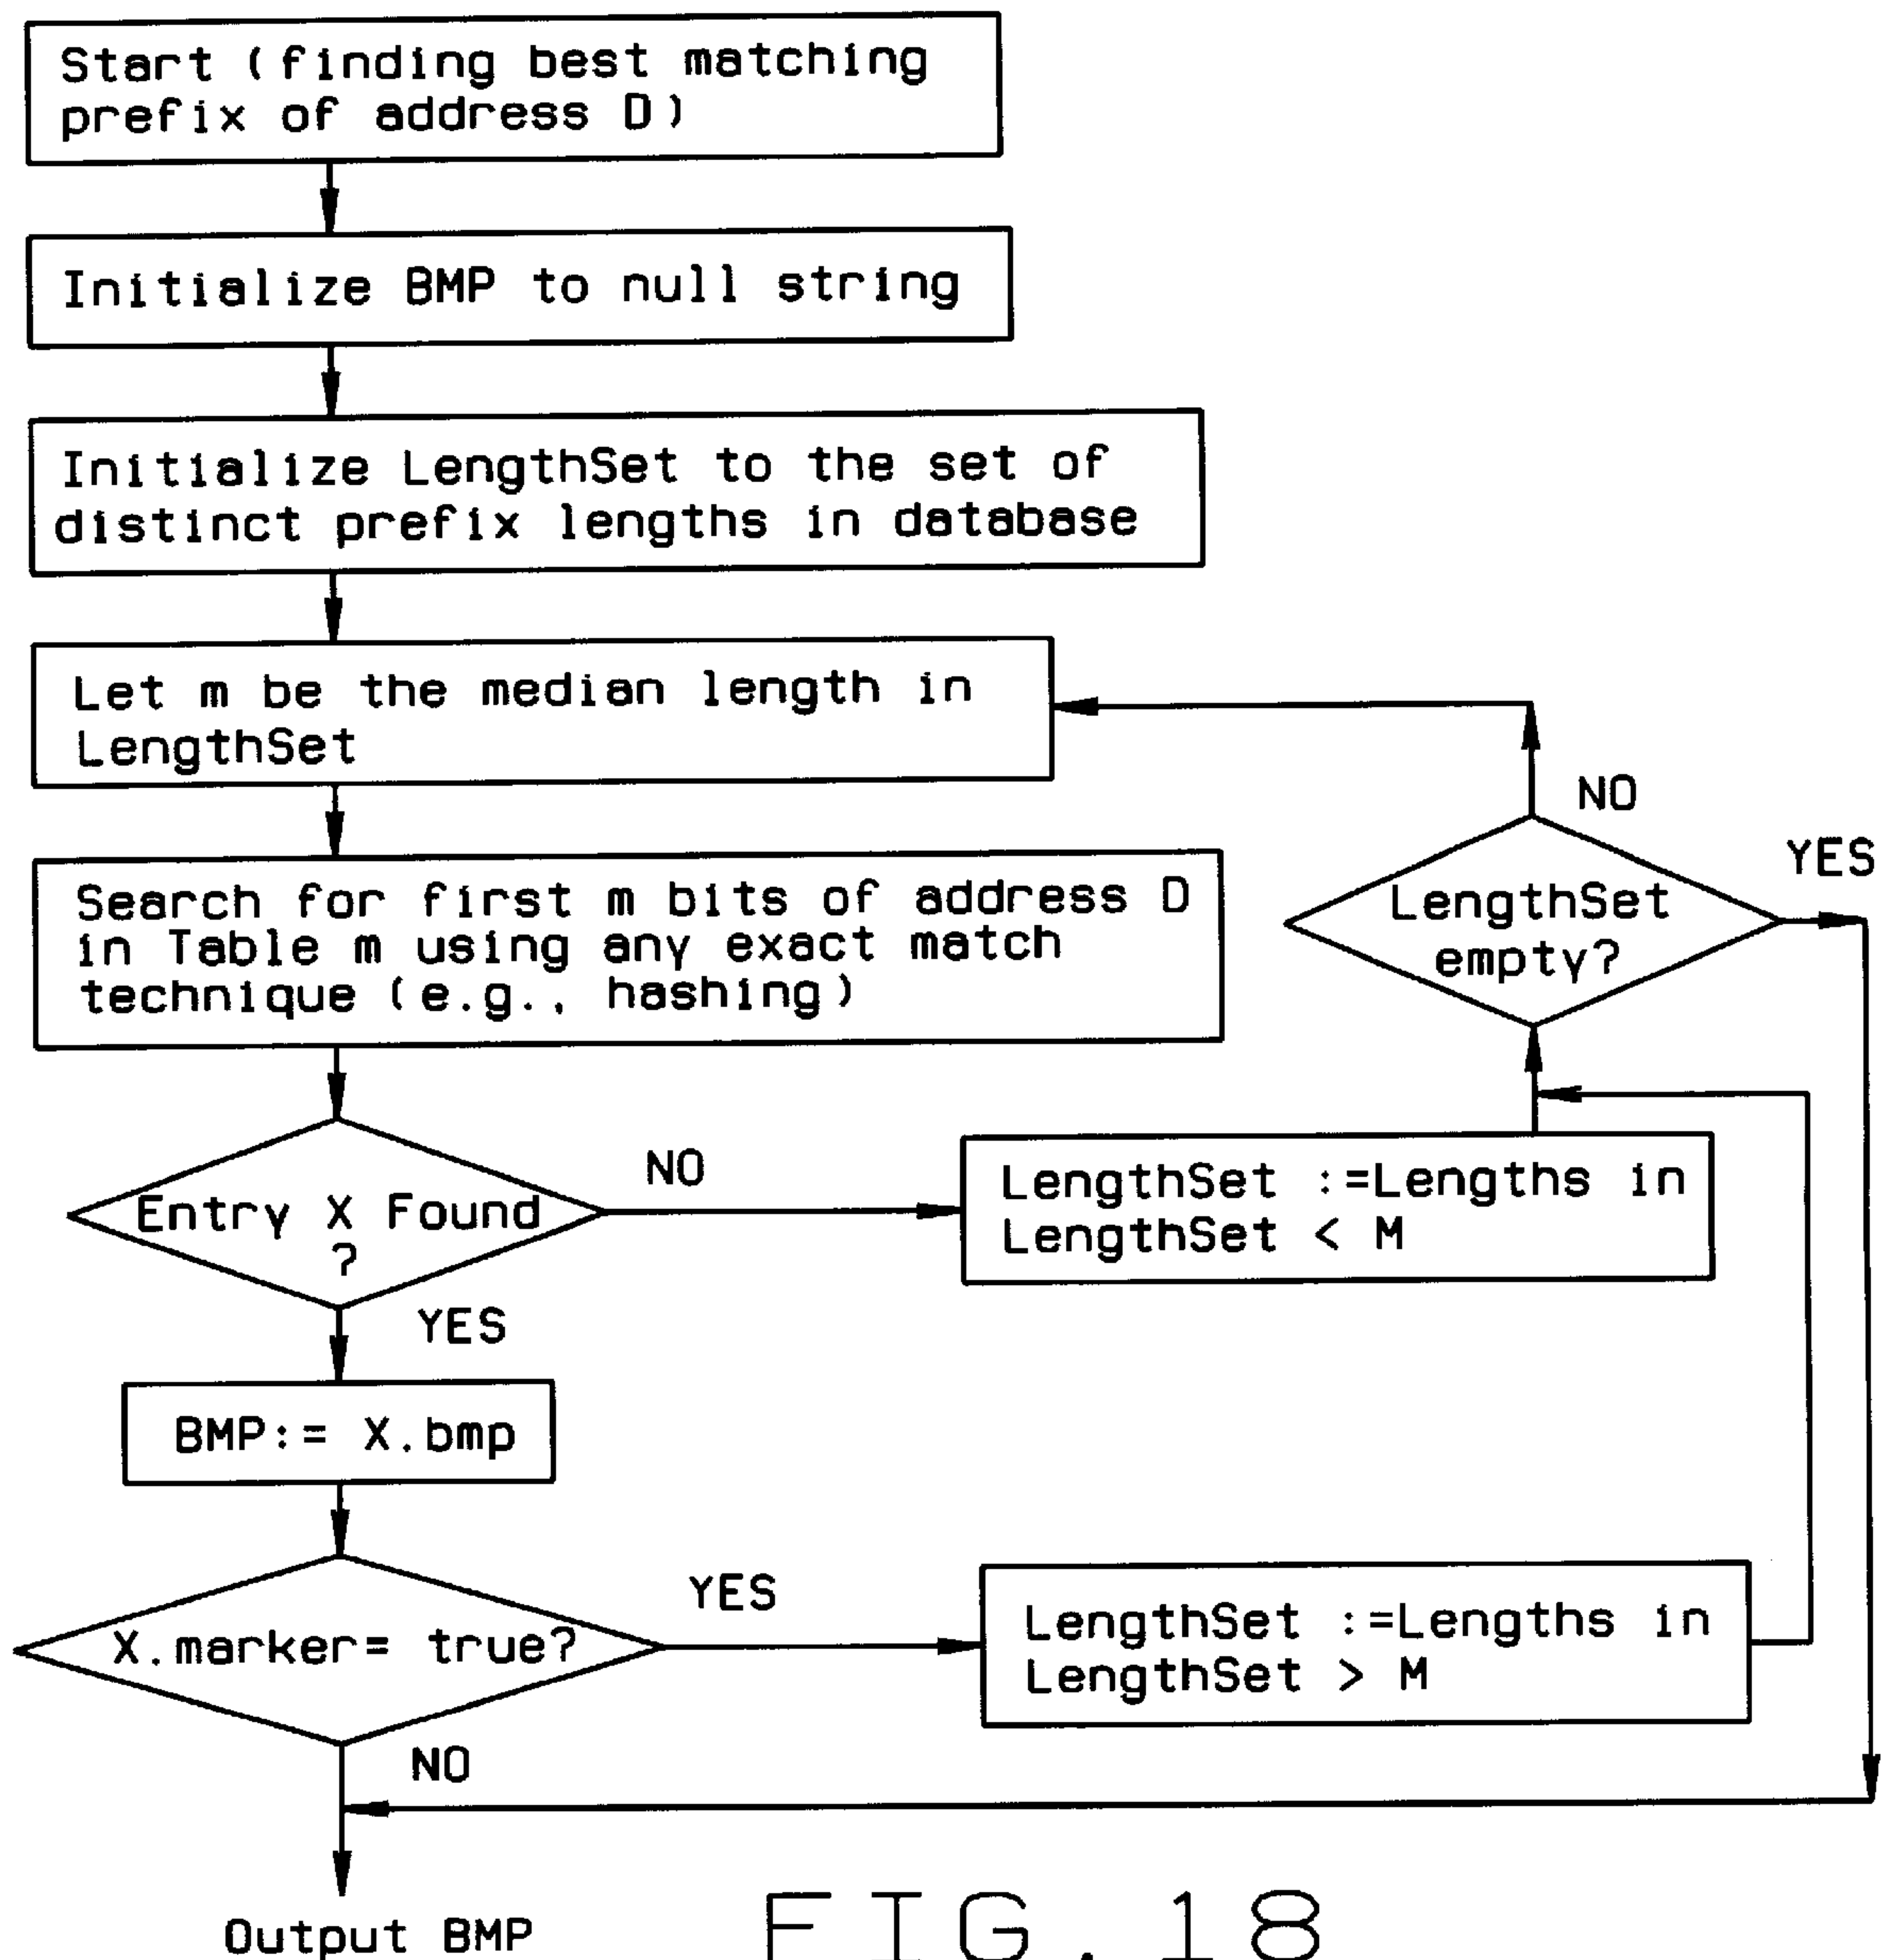 Start (finding best matching
prefix of address D)
Initialize BMP to null string
Initialize LengthSet to the set of
distinct prefix lengths in database
Let m be the median length in
LengthSet
NO
YES
Search for first m bits of address D
in Table m using any exact match
technique (e.g., hashing)
LengthSet
empty?
Entry X Found
?
NO
LengthSet :=Lengths in
LengthSet < M
YES
BMP:= X.bmp
X.marker= true?
YES
LengthSet :=Lengths in
LengthSet > M
NO
Output BMP
FIG. 18